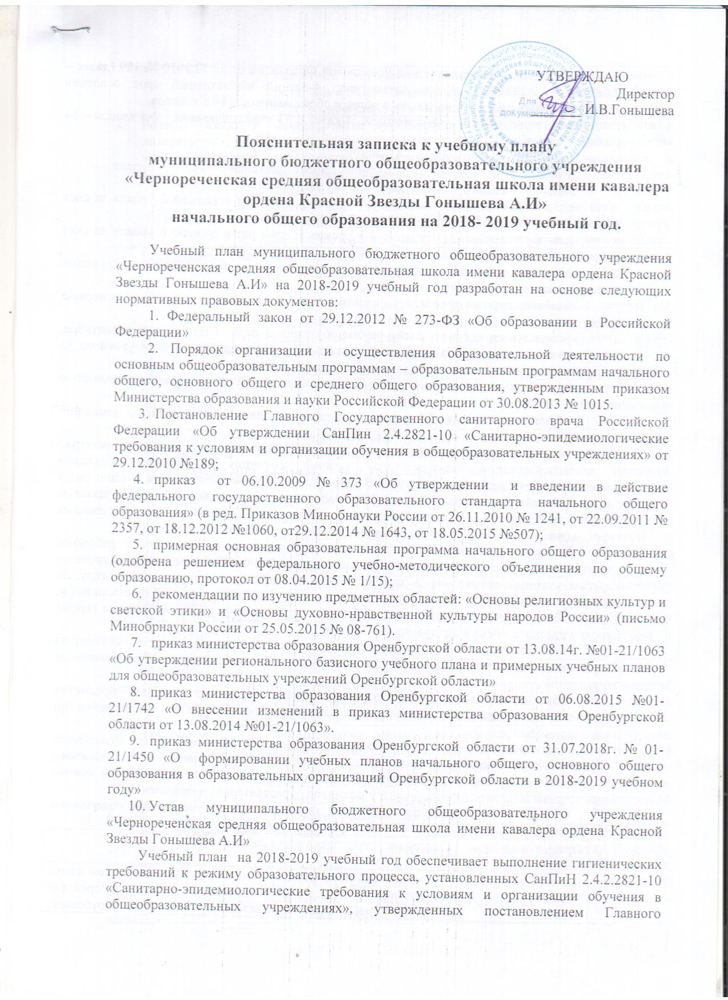 УТВЕРЖДАЮ
Директор
И.В.Гонышева
Для
документов
Пояснительная записка к учебному плану
муниципального бюджетного общеобразовательного учреждения
«Чернореченская средняя общеобразовательная школа имени кавалера
ордена Красной Звезды Гонышева А.И»
начального общего образования на 2018- 2019 учебный год.
Учебный план муниципального бюджетного общеобразовательного учреждения
«Чернореченская средняя общеобразовательная школа имени кавалера ордена Красной
Звезды Гонышева А.И» на 2018-2019 учебный год разработан на основе следующих
нормативных правовых документов:
1. Федеральный закон от 29.12.2012 № 273-ФЗ «Об образовании в Российской
Федерации»
2. Порядок организации и осуществления образовательной деятельности по
основным общеобразовательным программам – образовательным программам начального
общего, основного общего и среднего общего образования, утвержденным приказом
Министерства образования и науки Российской Федерации от 30.08.2013 № 1015.
3. Постановление Главного Государственного санитарного врача Российской
Федерации «Об утверждении СанПин 2.4.2821-10 «Санитарно-эпидемиологические
требования к условиям и организации обучения в общеобразовательных учреждениях» от
29.12.2010 №189;
4. приказ от 06.10.2009 № 373 «Об утверждении и введении в действие
федерального государственного образовательного стандарта начального общего
образования» (в ред. Приказов Минобнауки России от 26.11.2010 № 1241, от 22.09.2011 №
2357, от 18.12.2012 №1060, от29.12.2014 № 1643, от 18.05.2015 №507);
5. примерная основная образовательная программа начального общего образования
(одобрена решением федерального учебно-методического объединения по общему
образованию, протокол от 08.04.2015 № 1/15);
6. рекомендации по изучению предметных областей: «Основы религиозных культур и
светской этики» и «Основы духовно-нравственной культуры народов России» (письмо
Минобрнауки России от 25.05.2015 № 08-761).
7. приказ министерства образования Оренбургской области от 13.08.14г. №01-21/1063
«Об утверждении регионального базисного учебного плана и примерных учебных планов
для общеобразовательных учреждений Оренбургской области»
8. приказ министерства образования Оренбургской области от 06.08.2015 №01-
21/1742 «О внесении изменений в приказ министерства образования Оренбургской
области от 13.08.2014 №01-21/1063».
9. приказ министерства образования Оренбургской области от 31.07.2018г. № 01-
21/1450 «О формировании учебных планов начального общего, основного общего
образования в образовательных организаций Оренбургской области в 2018-2019 учебном
году»
10. Устав муниципального бюджетного общеобразовательного учреждения
«Чернореченская средняя общеобразовательная школа имени кавалера ордена Красной
Звезды Гонышева А.И»
Учебный план на 2018-2019 учебный год обеспечивает выполнение гигиенических
требований к режиму образовательного процесса, установленных СанПиН 2.4.2.2821-10
«Санитарно-эпидемиологические требования к условиям и организации обучения в
общеобразовательных учреждениях», утвержденных постановлением Главного